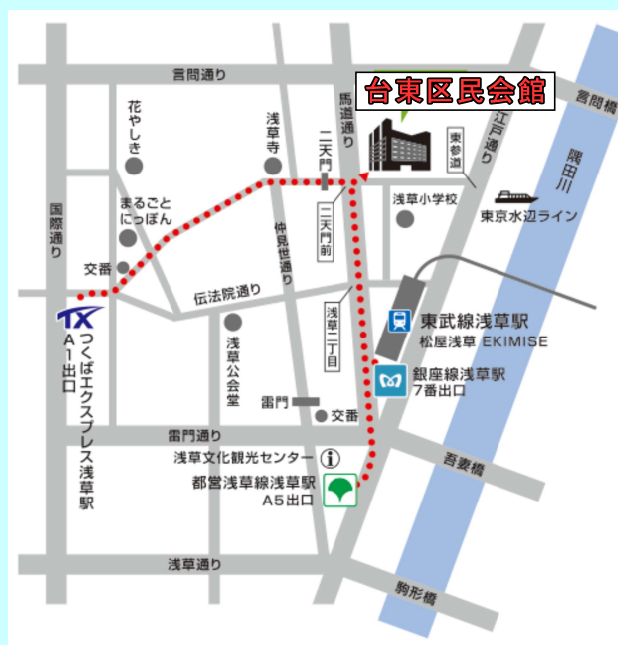 言問通り
台東区民会館
馬道通り
言問橋
江戸通り
隅田川
花やしき
浅草寺
二天門
東参道
まるごと
にっぽん
国際通り
浅草小学校
東京水辺ライン
二天門前
仲見世通り
交番
伝法院通り
TX
つくばエクスプレス浅草駅
A1出口
浅草公会堂
浅草二丁目
東武線浅草駅
松屋浅草 EKIMISE
銀座線浅草駅
7番出口
雷門
交番
雷門通り
浅草文化観光センター
都営浅草線浅草駅
A5出口
吾妻橋
浅草通り
駒形橋